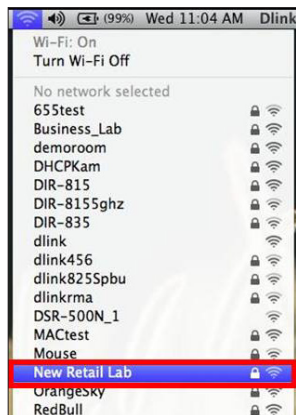 (99%) Wed 11:04 AM Dlink
Wi-Fi: On
Turn Wi-Fi Off
No network selected
655test
Business_Lab
demoroom
DHCPKam
DIR-815
DIR-8155ghz
DIR-835
dlink
dlink456
dlink825Spbu
dlinkrma
DSR-500N_1
MACtest
Mouse
New Retail Lab
OrangeSky
RedBull